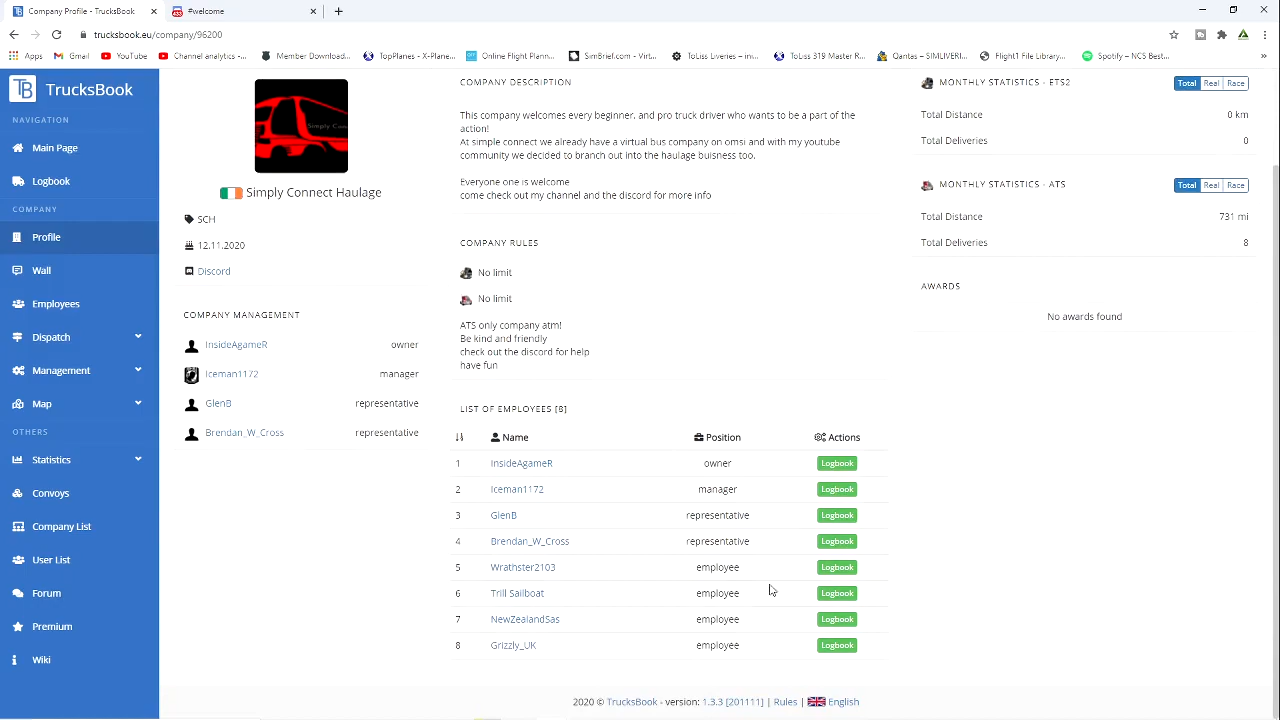 Company Profile - TrucksBook
#welcome
trucksbook.eu/company/96200
Apps
Gmail
YouTube
Channel analytics -...
Member Download...
TopPlanes - X-Plane...
Online Flight Plann...
SimBrief.com - Virt...
Toulouse 319 Master...
Qantas – SIMLIVERI...
Flight1 File Library...
Spotify – NCS Best...
TB TrucksBook
NAVIGATION
Main Page
Logbook
COMPANY
Profile
Wall
Employees
Dispatch
Management
Map
OTHERS
Statistics
Convoys
Company List
User List
Forum
Premium
Wiki
Simply Connect Haulage
SCH
12.11.2020
Discord
COMPANY MANAGEMENT
InsideAgameR owner
Iceman1172 manager
GlenB representative
Brendan_W_Cross representative
COMPANY DESCRIPTION
This company welcomes every beginner, and pro truck driver who wants to be a part of the
action!
At simple connect we already have a virtual bus company on omsi and with my youtube
community we decided to branch out into the haulage buisness too.
Everyone one is welcome
come check out my channel and the discord for more info
COMPANY RULES
No limit
No limit
ATS only company atm!
Be kind and friendly
check out the discord for help
have fun
LIST OF EMPLOYEES [8]
Name Position Actions
1 InsideAgameR owner Logbook
2 Iceman1172 manager Logbook
3 GlenB representative Logbook
4 Brendan_W_Cross representative Logbook
5 Wrathster2103 employee Logbook
6 Trill Sailboat employee Logbook
7 NewZealandSas employee Logbook
8 Grizzly_UK employee Logbook
MONTHLY STATISTICS - ETS2 Total Real Race
Total Distance 0 km
Total Deliveries 0
MONTHLY STATISTICS - ATS Total Real Race
Total Distance 731 mi
Total Deliveries 8
AWARDS
No awards found
2020 © TrucksBook - version: 1.3.3 [201111] | Rules | English